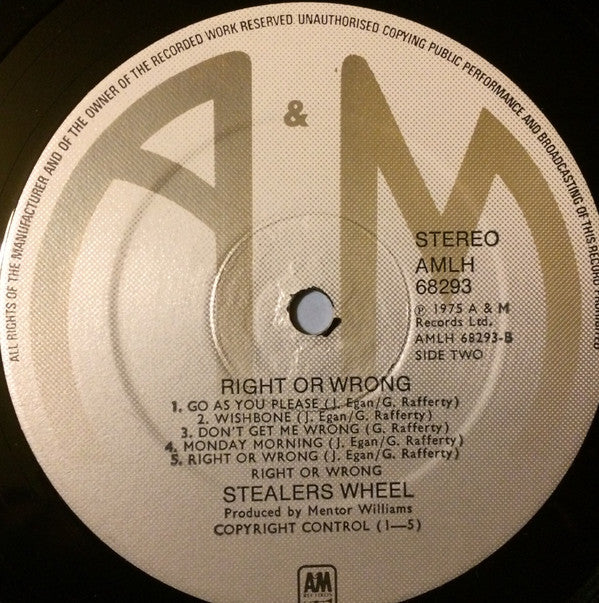 ALL RIGHTS OF THE MANUFACTURER AND OF THE OWNER OF THE RECORDED WORK RESERVED. UNAUTHORISED COPYING PUBLIC PERFORMANCE AND BROADCASTING OF THIS RECORD PROHIBITED
A & M
STEREO
AMLH
68293
℗ 1975 A & M
Records Ltd.
AMLH 68293-B
SIDE TWO
RIGHT OR WRONG
1. GO AS YOU PLEASE (J. Egan/G. Rafferty)
2. WISHBONE (J. Egan/G. Rafferty)
3. DON'T GET ME WRONG (G. Rafferty)
4. MONDAY MORNING (J. Egan/G. Rafferty)
5. RIGHT OR WRONG (J. Egan/G. Rafferty)
RIGHT OR WRONG
STEALERS WHEEL
Produced by Mentor Williams
COPYRIGHT CONTROL (1—5)
A&M
RECORDS